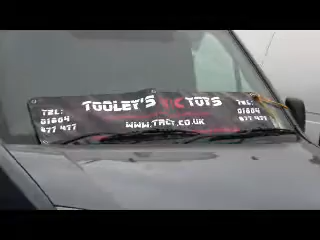 TOOLEY'S RC TOYS
TEL:
01604
477 477
WWW.TRCT.CO.UK
TEL:
01604
477 477